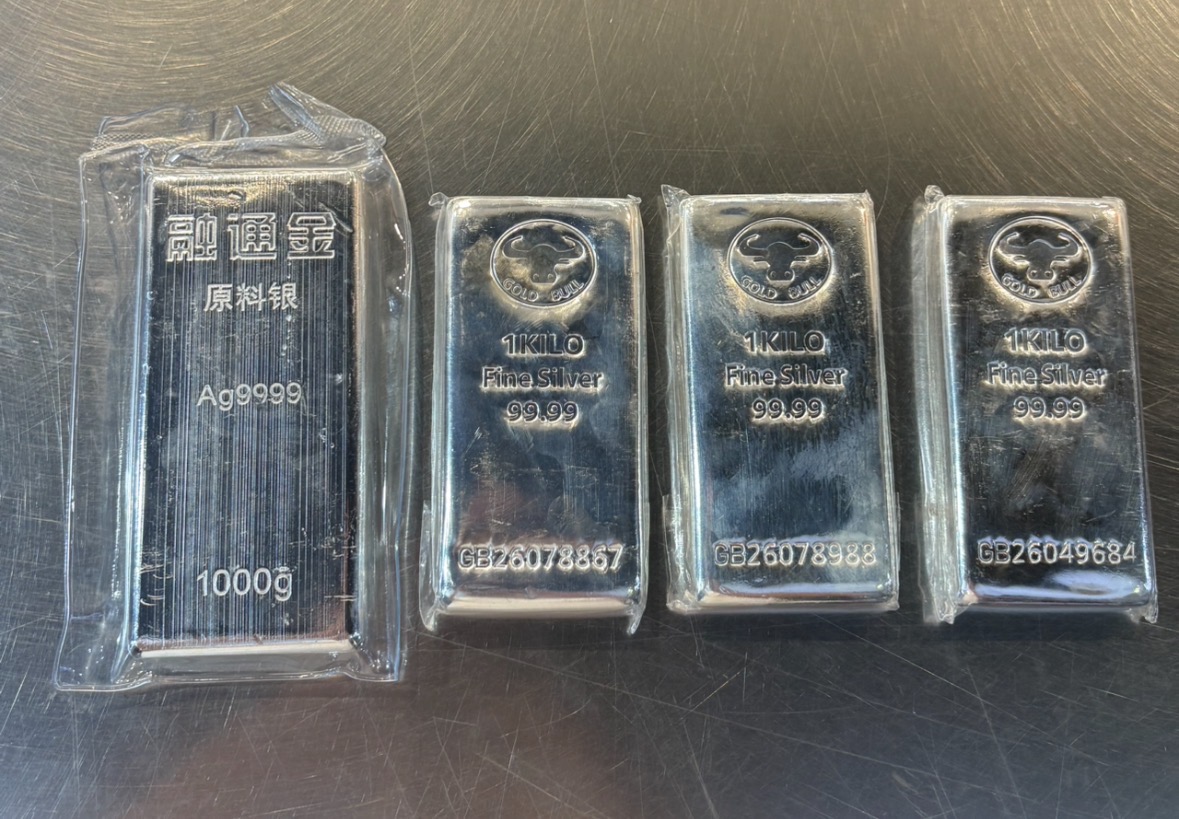 融通金
原料银
Ag9999
1000g
GOLD BULL
1KILO
Fine Silver
99.99
GB26078867
GOLD BULL
1KILO
Fine Silver
99.99
GB26078988
GOLD BULL
1KILO
Fine Silver
99.99
GB26049684